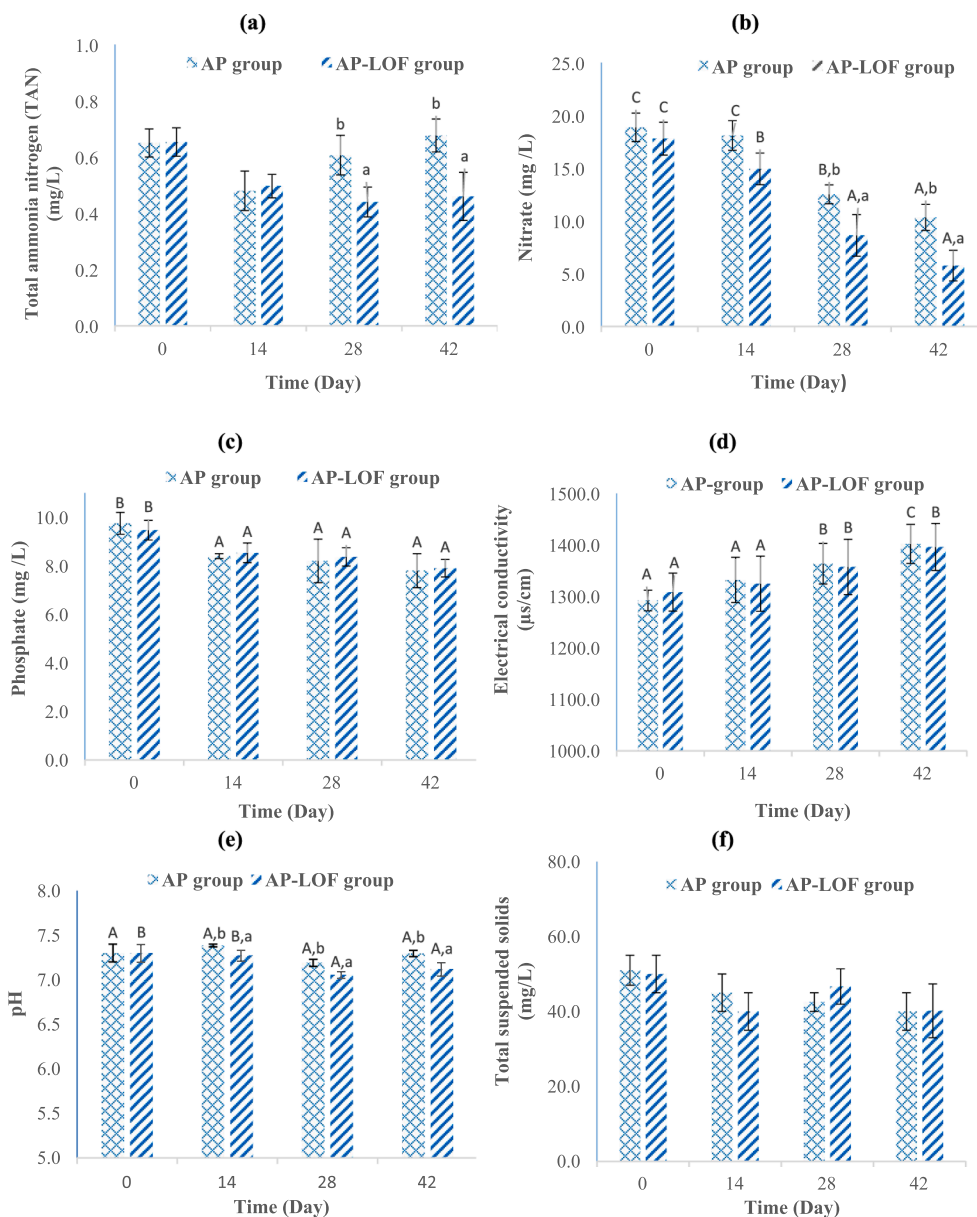 (a)
AP group AP-LOF group
Total ammonia nitrogen (TAN)
(mg/L)
1.0
0.8
0.6
0.4
0.2
0.0
b b
a a
0 14 28 42
Time (Day)
(b)
AP group AP-LOF group
Nitrate (mg /L)
25.0
20.0
15.0
10.0
5.0
0.0
C C C B B,b A,a A,b A,a
0 14 28 42
Time (Day)
(c)
AP group AP-LOF group
Phosphate (mg /L)
10.0
8.0
6.0
4.0
2.0
0.0
B B A A A A A A
0 14 28 42
Time (Day)
(d)
AP-group AP-LOF group
Electrical conductivity
(µs/cm)
1500.0
1400.0
1300.0
1200.0
1100.0
1000.0
A A A A B B C B
0 14 28 42
Time (Day)
(e)
AP group AP-LOF group
pH
8.0
7.5
7.0
6.5
6.0
5.5
5.0
A B A,b B,a A,b A,a A,b A,a
0 14 28 42
Time (Day)
(f)
AP group AP-LOF group
Total suspended solids
(mg/L)
80.0
60.0
40.0
20.0
0.0
0 14 28 42
Time (Day)